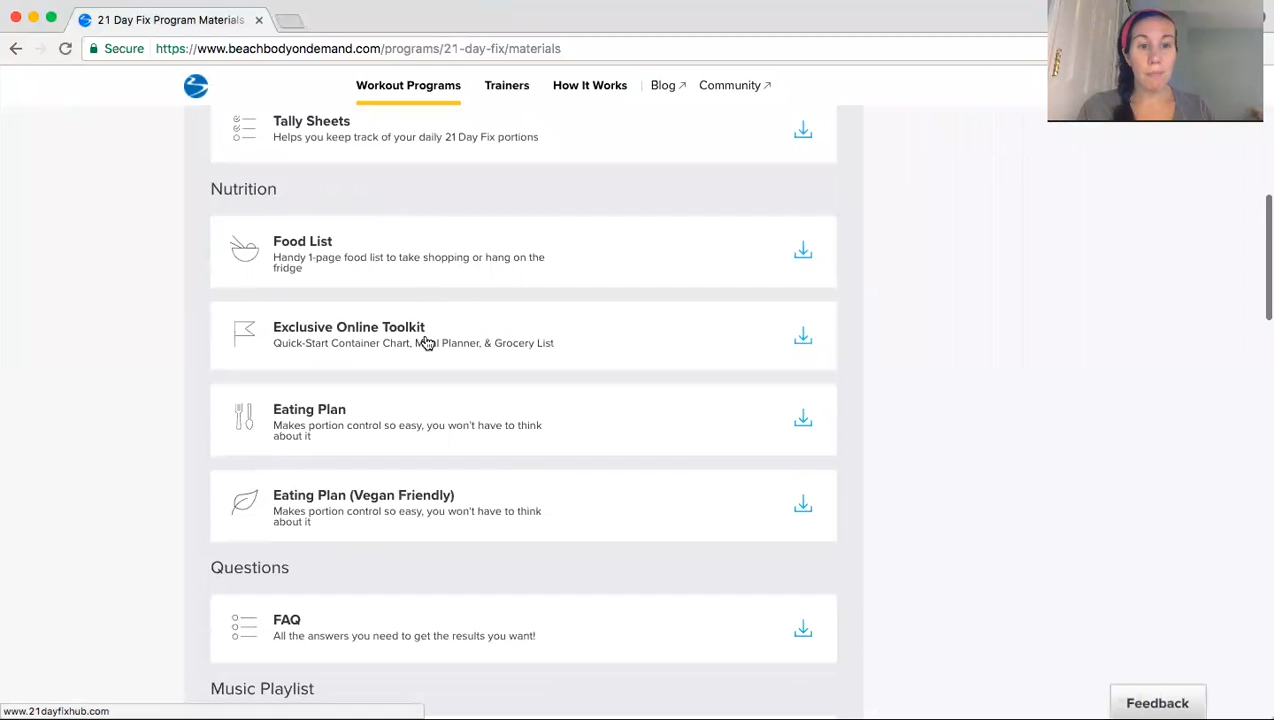 21 Day Fix Program Materials
Secure
https://www.beachbodyondemand.com/programs/21-day-fix/materials
Workout Programs
Trainers
How It Works
Blog
Community
Tally Sheets
Helps you keep track of your daily 21 Day Fix portions
Nutrition
Food List
Handy 1-page food list to take shopping or hang on the
fridge
Exclusive Online Toolkit
Quick-Start Container Chart, Meal Planner, & Grocery List
Eating Plan
Makes portion control so easy, you won't have to think
about it
Eating Plan (Vegan Friendly)
Makes portion control so easy, you won't have to think
about it
Questions
FAQ
All the answers you need to get the results you want!
Music Playlist
Feedback
www.21dayfixhub.com